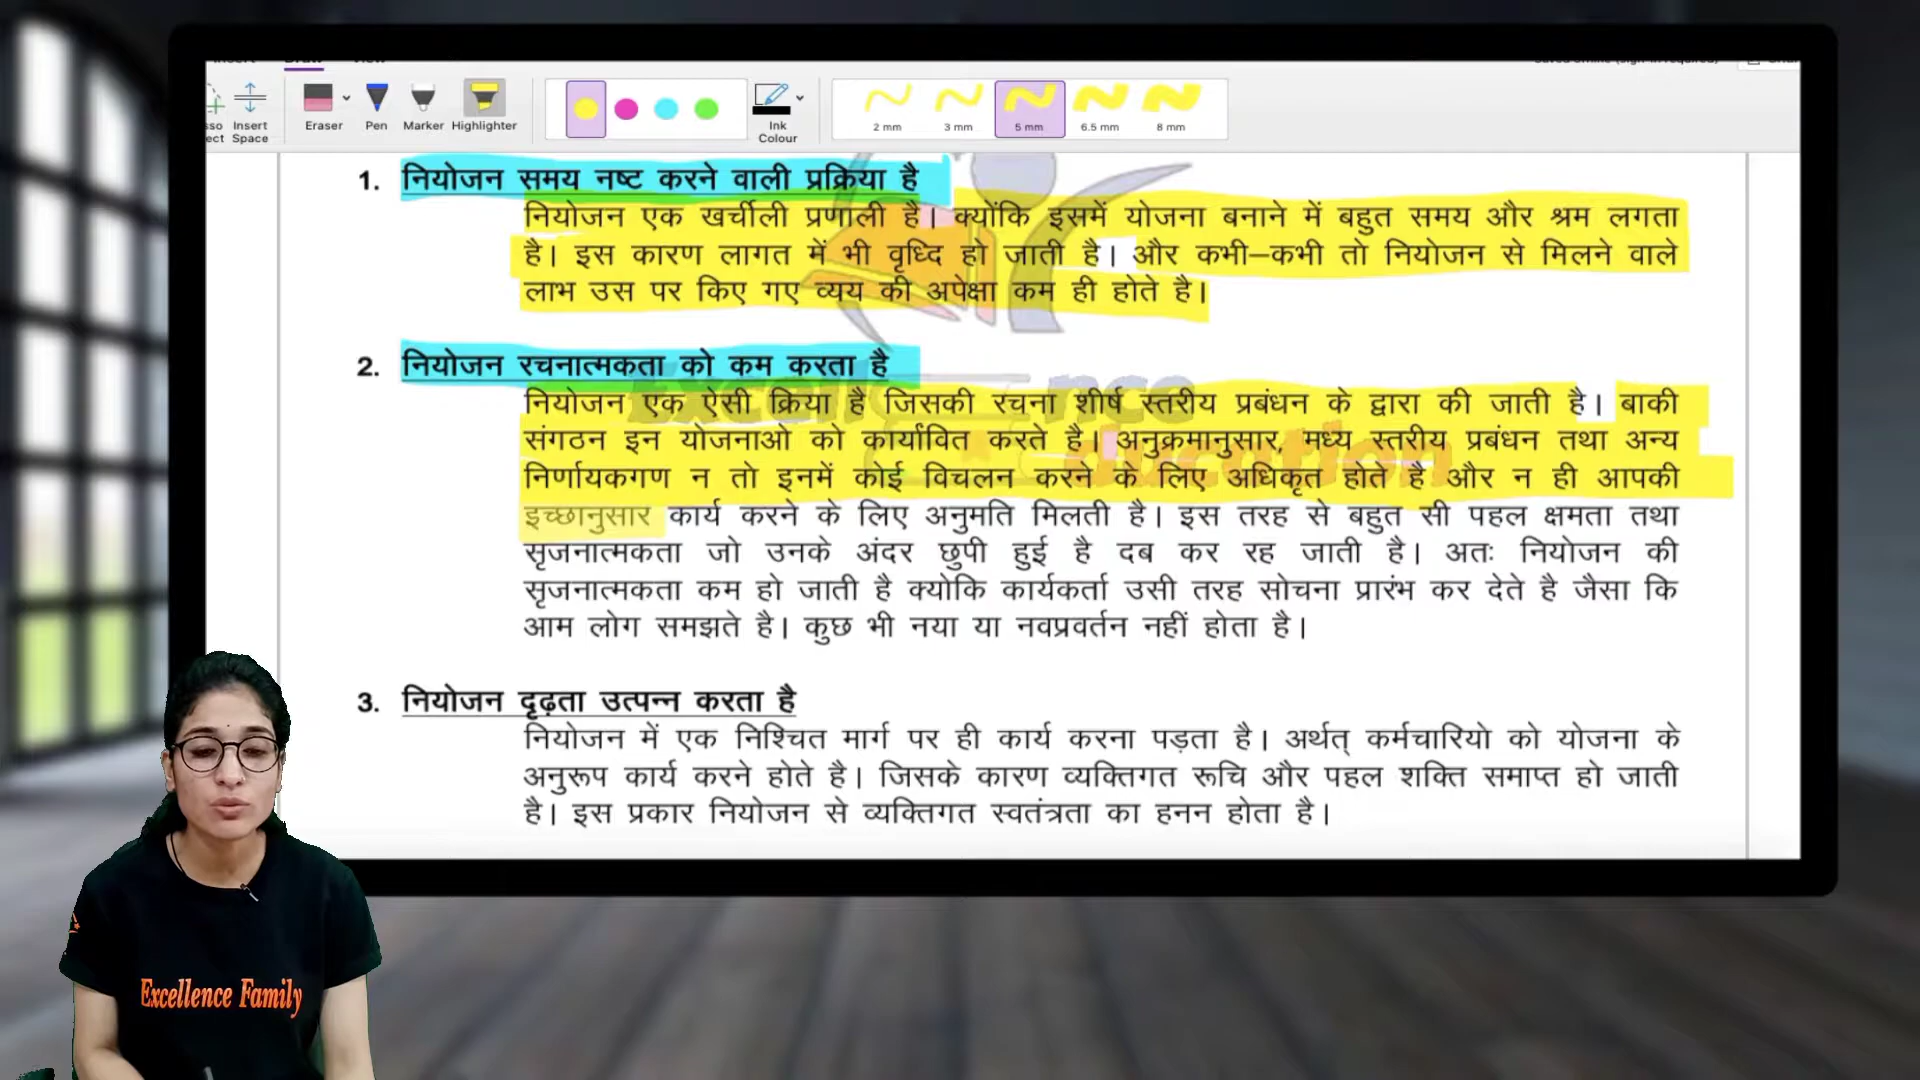 Insert
Space
Eraser
Pen
Marker
Highlighter
Ink
Colour
2 mm
3 mm
5 mm
6.5 mm
8 mm
1. नियोजन समय नष्ट करने वाली प्रक्रिया है
नियोजन एक खर्चीली प्रणाली है। क्योंकि इसमें योजना बनाने में बहुत समय और श्रम लगता
है। इस कारण लागत में भी वृध्दि हो जाती है। और कभी–कभी तो नियोजन से मिलने वाले
लाभ उस पर किए गए व्यय की अपेक्षा कम ही होते है।
2. नियोजन रचनात्मकता को कम करता है
नियोजन एक ऐसी क्रिया है जिसकी रचना शीर्ष स्तरीय प्रबंधन के द्वारा की जाती है। बाकी
संगठन इन योजनाओ को कार्यांवित करते है। अनुक्रमानुसार, मध्य स्तरीय प्रबंधन तथा अन्य
निर्णायकगण न तो इनमें कोई विचलन करने के लिए अधिकृत होते है और न ही आपकी
इच्छानुसार कार्य करने के लिए अनुमति मिलती है। इस तरह से बहुत सी पहल क्षमता तथा
सृजनात्मकता जो उनके अंदर छुपी हुई है दब कर रह जाती है। अतः नियोजन की
सृजनात्मकता कम हो जाती है क्योकि कार्यकर्ता उसी तरह सोचना प्रारंभ कर देते है जैसा कि
आम लोग समझते है। कुछ भी नया या नवप्रवर्तन नहीं होता है।
3. नियोजन दृढ़ता उत्पन्न करता है
नियोजन में एक निश्चित मार्ग पर ही कार्य करना पड़ता है। अर्थत् कर्मचारियो को योजना के
अनुरूप कार्य करने होते है। जिसके कारण व्यक्तिगत रूचि और पहल शक्ति समाप्त हो जाती
है। इस प्रकार नियोजन से व्यक्तिगत स्वतंत्रता का हनन होता है।
Excellence Family